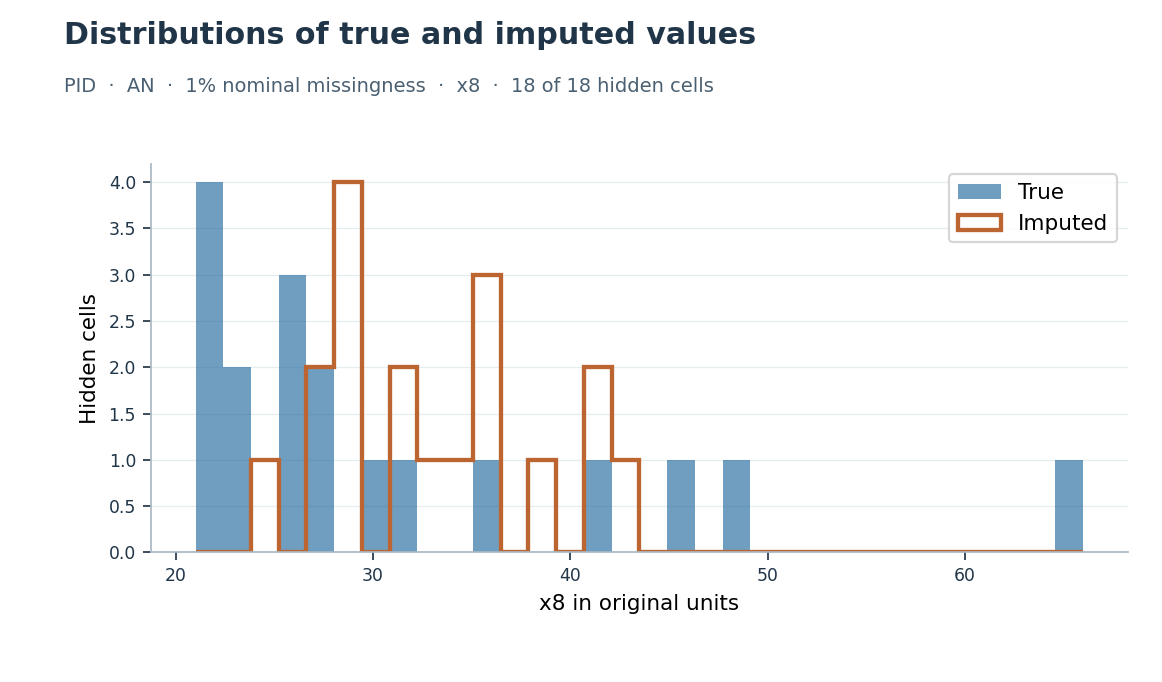 Distributions of true and imputed values
PID · AN · 1% nominal missingness · x8 · 18 of 18 hidden cells
True
Imputed
Hidden cells
4.0
3.5
3.0
2.5
2.0
1.5
1.0
0.5
0.0
20 30 40 50 60
x8 in original units